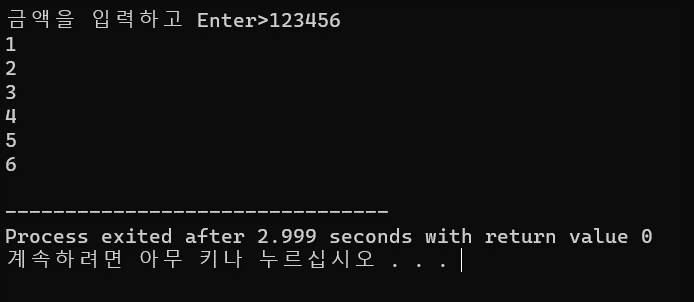 금액을 입력하고 Enter>123456
1
2
3
4
5
6
--------------------------------
Process exited after 2.999 seconds with return value 0
계속하려면 아무 키나 누르십시오 . . .